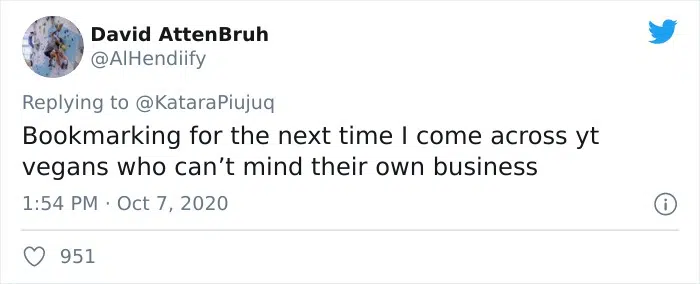 David AttenBruh
@AlHendiify
Replying to @KataraPiujuq
Bookmarking for the next time I come across yt
vegans who can’t mind their own business
1:54 PM · Oct 7, 2020
951